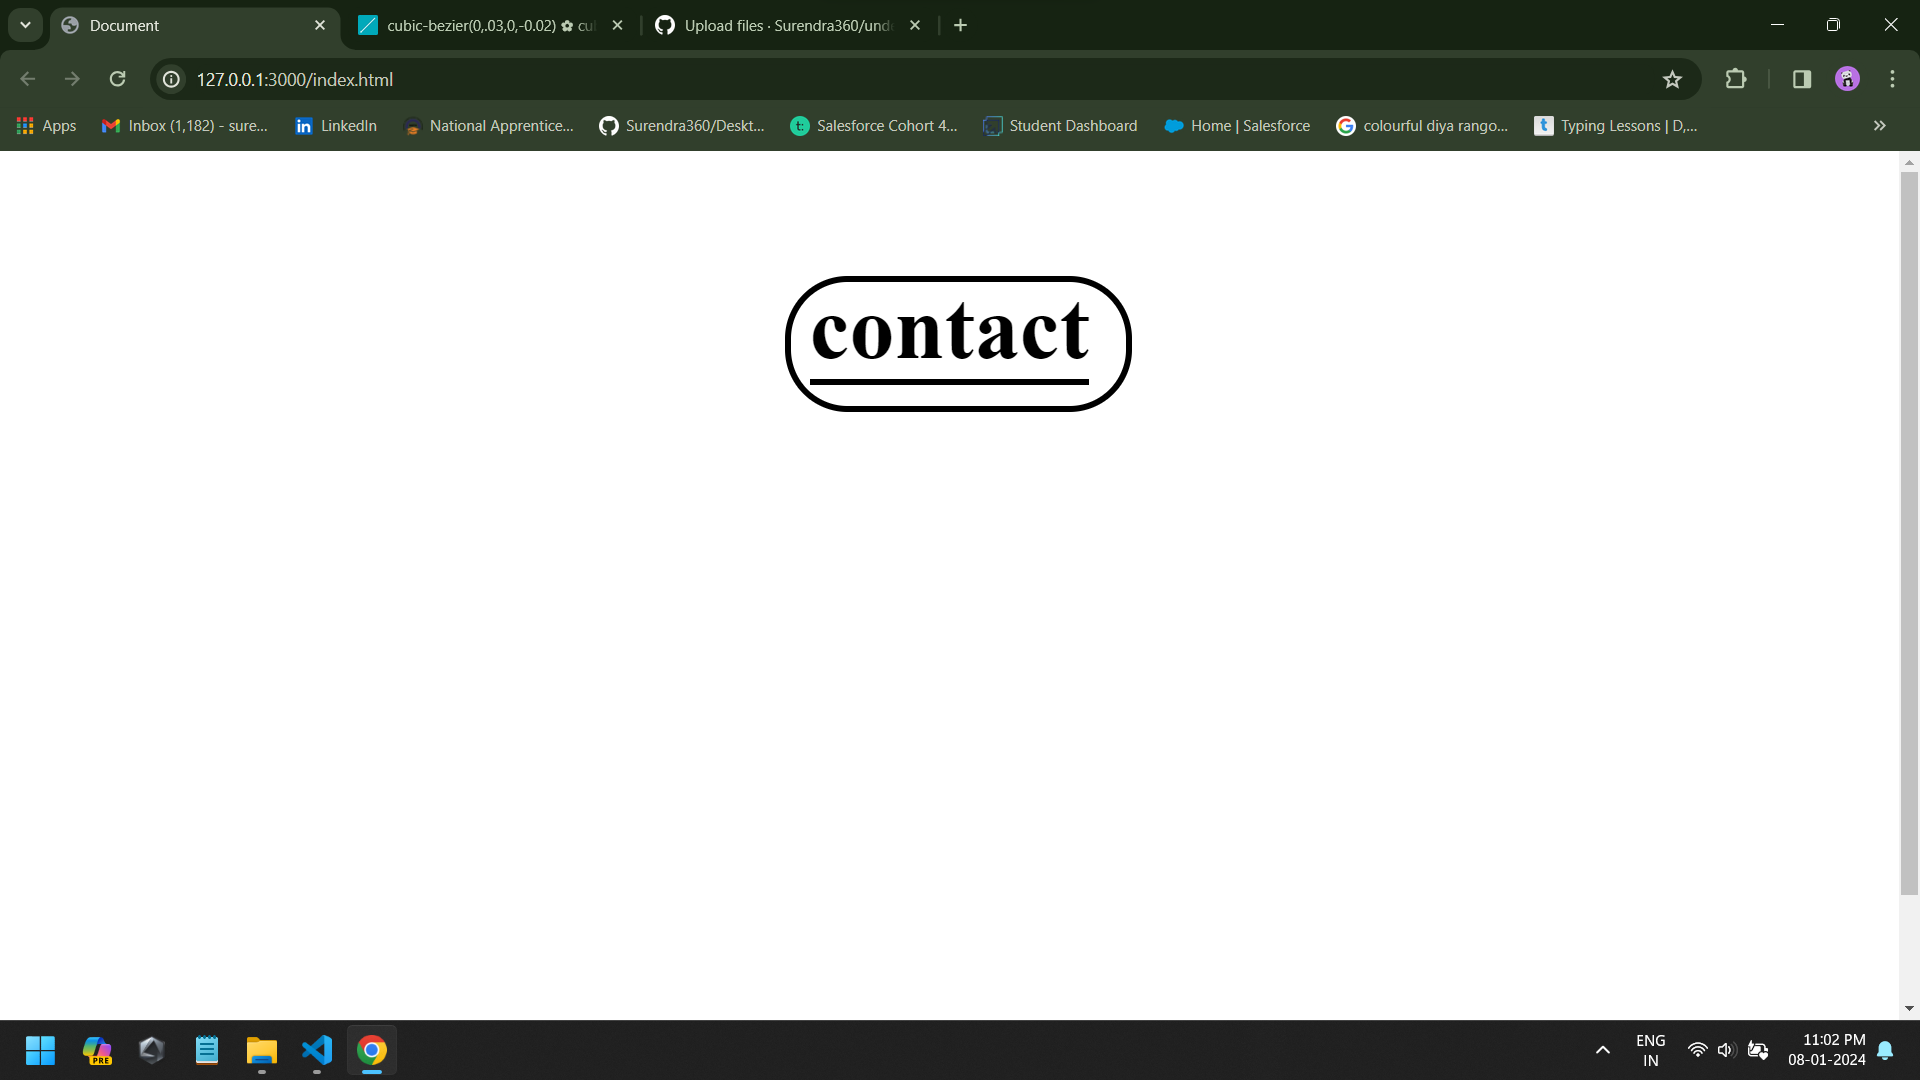 Document
cubic-bezier(0,.03,0,-0.02) ✿ cu
Upload files · Surendra360/und
127.0.0.1:3000/index.html
Apps
Inbox (1,182) - sure...
LinkedIn
National Apprentice...
Surendra360/Deskt...
Salesforce Cohort 4...
Student Dashboard
Home | Salesforce
colourful diya rango...
Typing Lessons | D,...
contact
PRE
ENG
IN
11:02 PM
08-01-2024